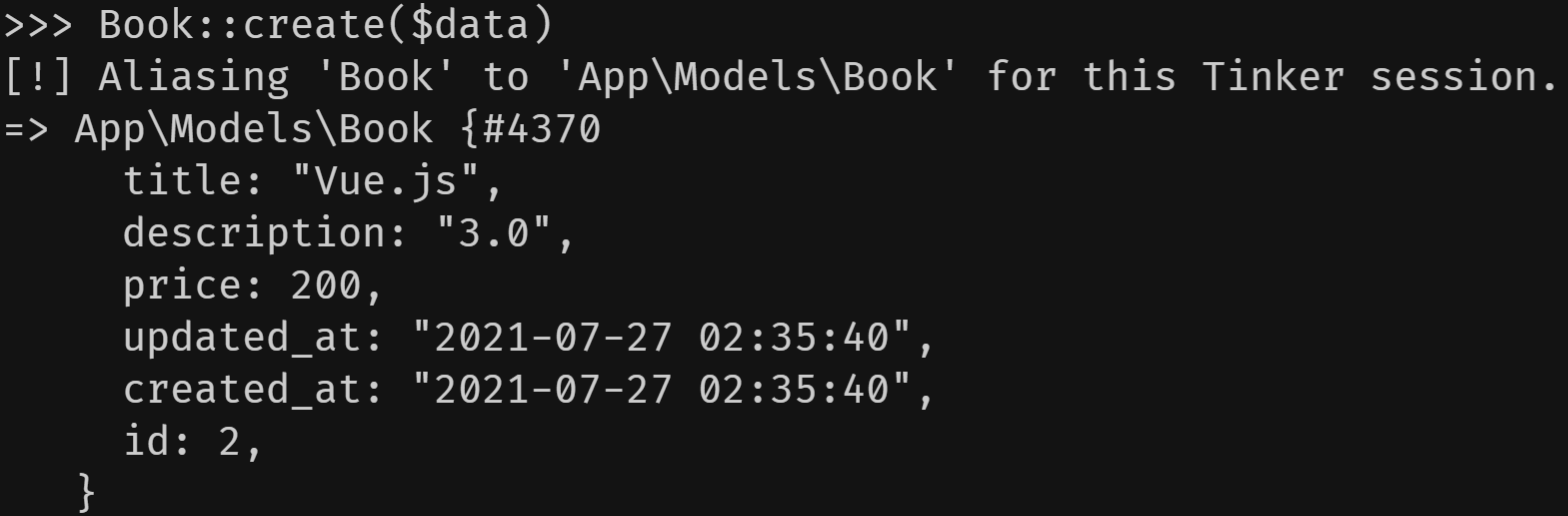 >>> Book::create($data)
[!] Aliasing 'Book' to 'App\Models\Book' for this Tinker session.
=> App\Models\Book {#4370
     title: "Vue.js",
     description: "3.0",
     price: 200,
     updated_at: "2021-07-27 02:35:40",
     created_at: "2021-07-27 02:35:40",
     id: 2,
   }